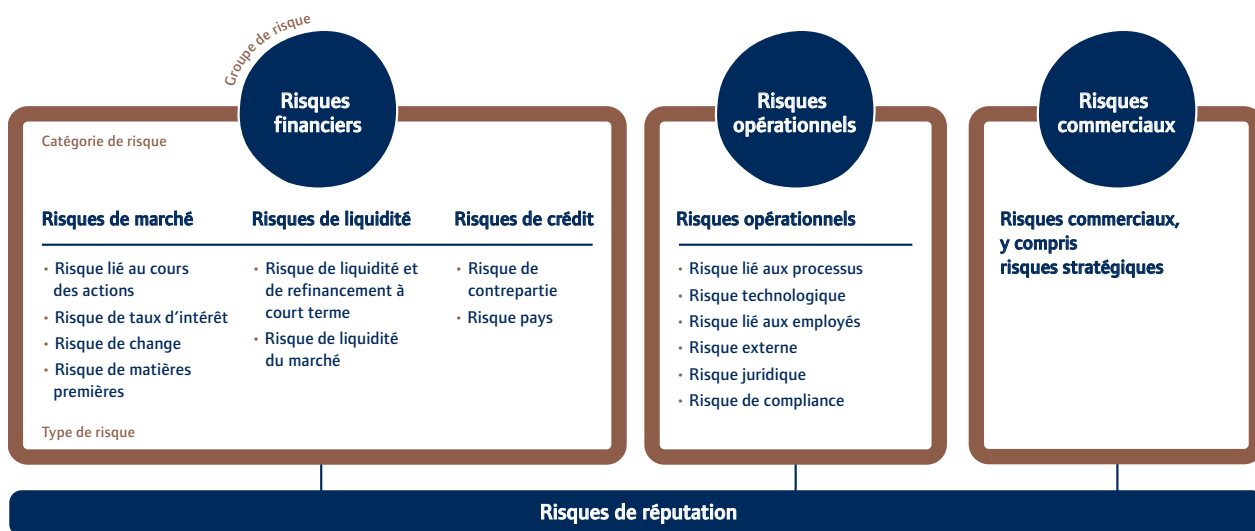 Groupe de risque
Risques
financiers
Catégorie de risque
Risques de marché
• Risque lié au cours
des actions
• Risque de taux d'intérêt
• Risque de change
• Risque de matières
premières
Risques de liquidité
• Risque de liquidité et
de refinancement à
court terme
• Risque de liquidité
du marché
Risques de crédit
• Risque de
contrepartie
• Risque pays
Type de risque
Risques
opérationnels
Risques opérationnels
• Risque lié aux processus
• Risque technologique
• Risque lié aux employés
• Risque externe
• Risque juridique
• Risque de compliance
Risques
commerciaux
Risques commerciaux,
y compris
risques stratégiques
Risques de réputation